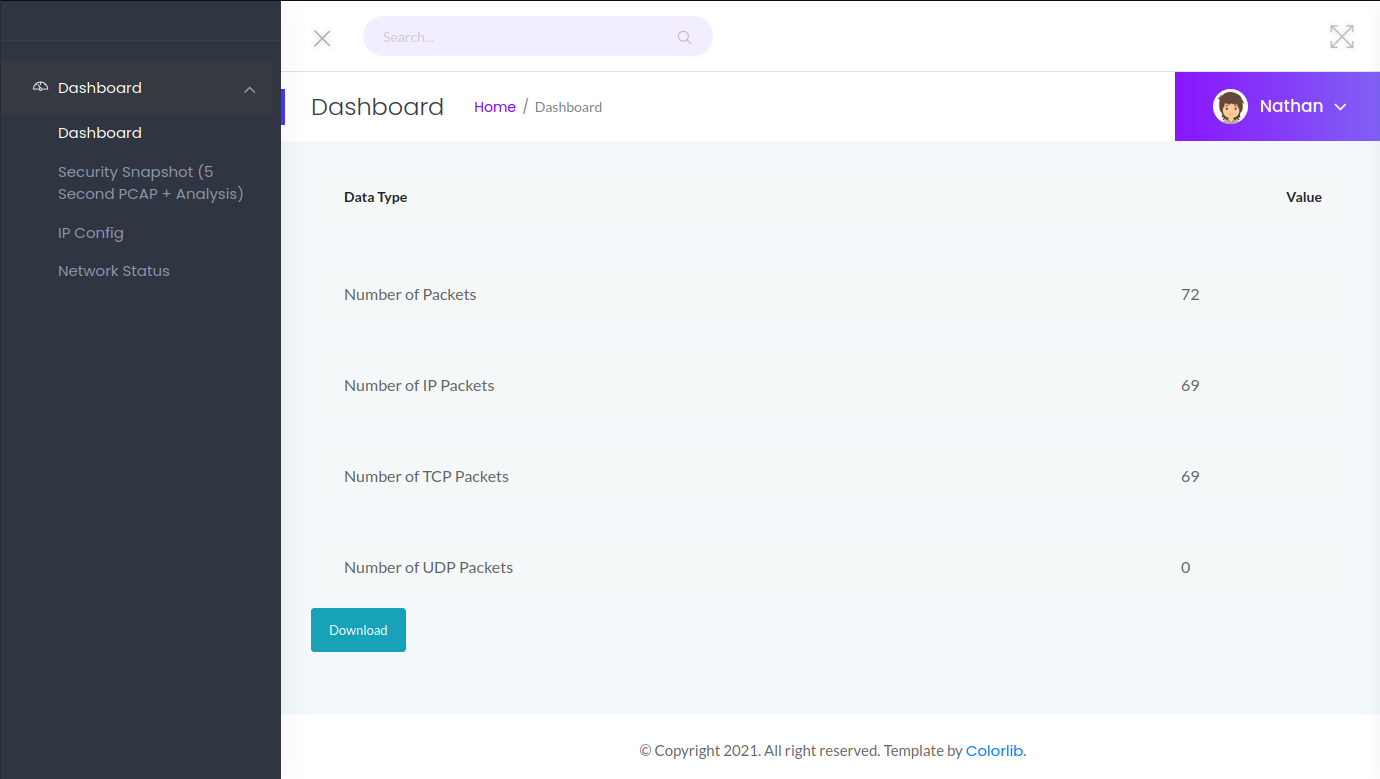 Search...
Dashboard
Dashboard
Security Snapshot (5
Second PCAP + Analysis)
IP Config
Network Status
Dashboard
Home / Dashboard
Nathan
Data Type Value
Number of Packets 72
Number of IP Packets 69
Number of TCP Packets 69
Number of UDP Packets 0
Download
© Copyright 2021. All right reserved. Template by Colorlib.